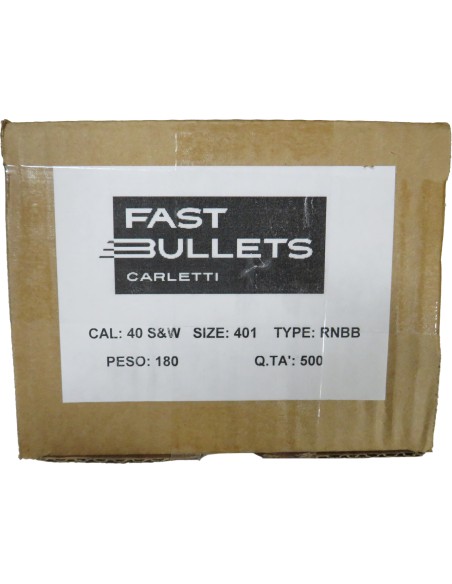 FAST
BULLETS
CARLETTI
CAL: 40 S&W SIZE: 401 TYPE: RNBB
PESO: 180 Q.TA': 500